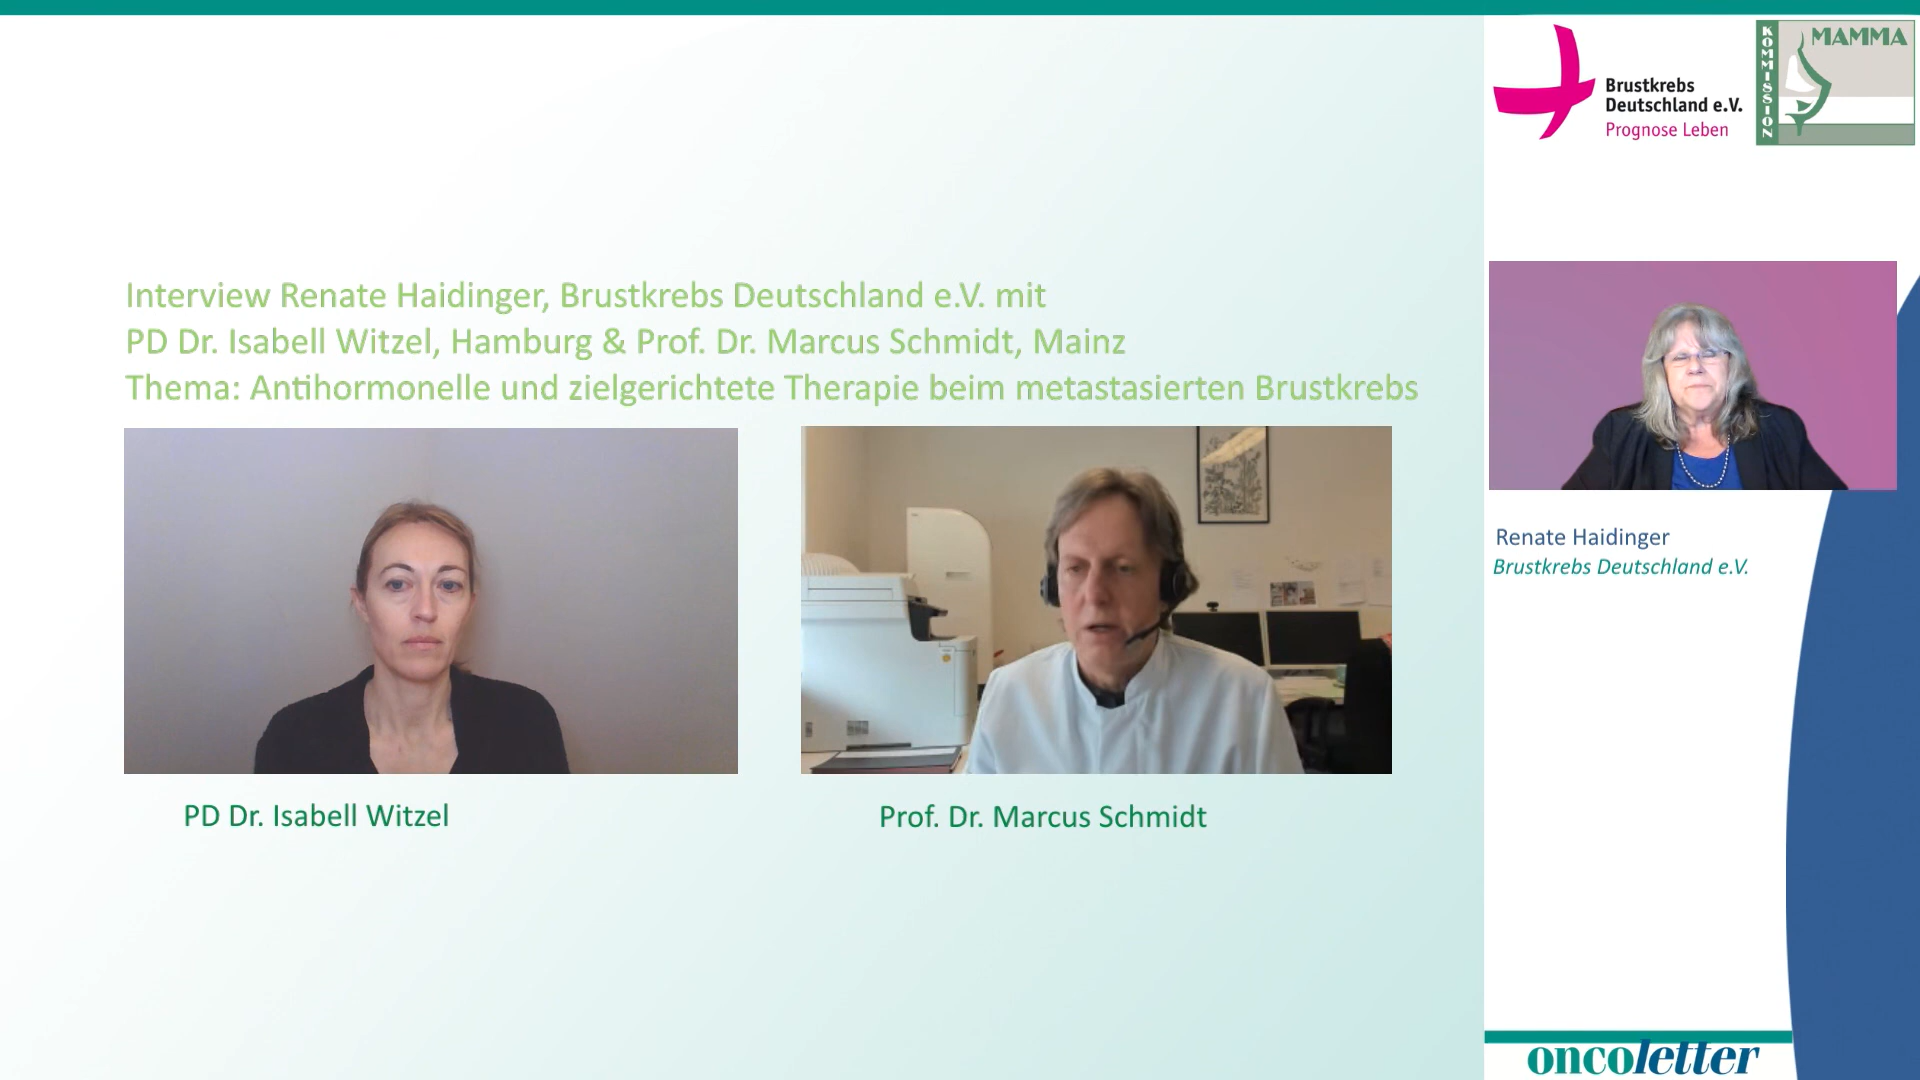 Interview Renate Haidinger, Brustkrebs Deutschland e.V. mit
PD Dr. Isabell Witzel, Hamburg & Prof. Dr. Marcus Schmidt, Mainz
Thema: Antihormonelle und zielgerichtete Therapie beim metastasierten Brustkrebs
PD Dr. Isabell Witzel
Prof. Dr. Marcus Schmidt
Brustkrebs
Deutschland e.V.
Prognose Leben
KOMMISSION
MAMMA
Renate Haidinger
Brustkrebs Deutschland e.V.
oncoletter